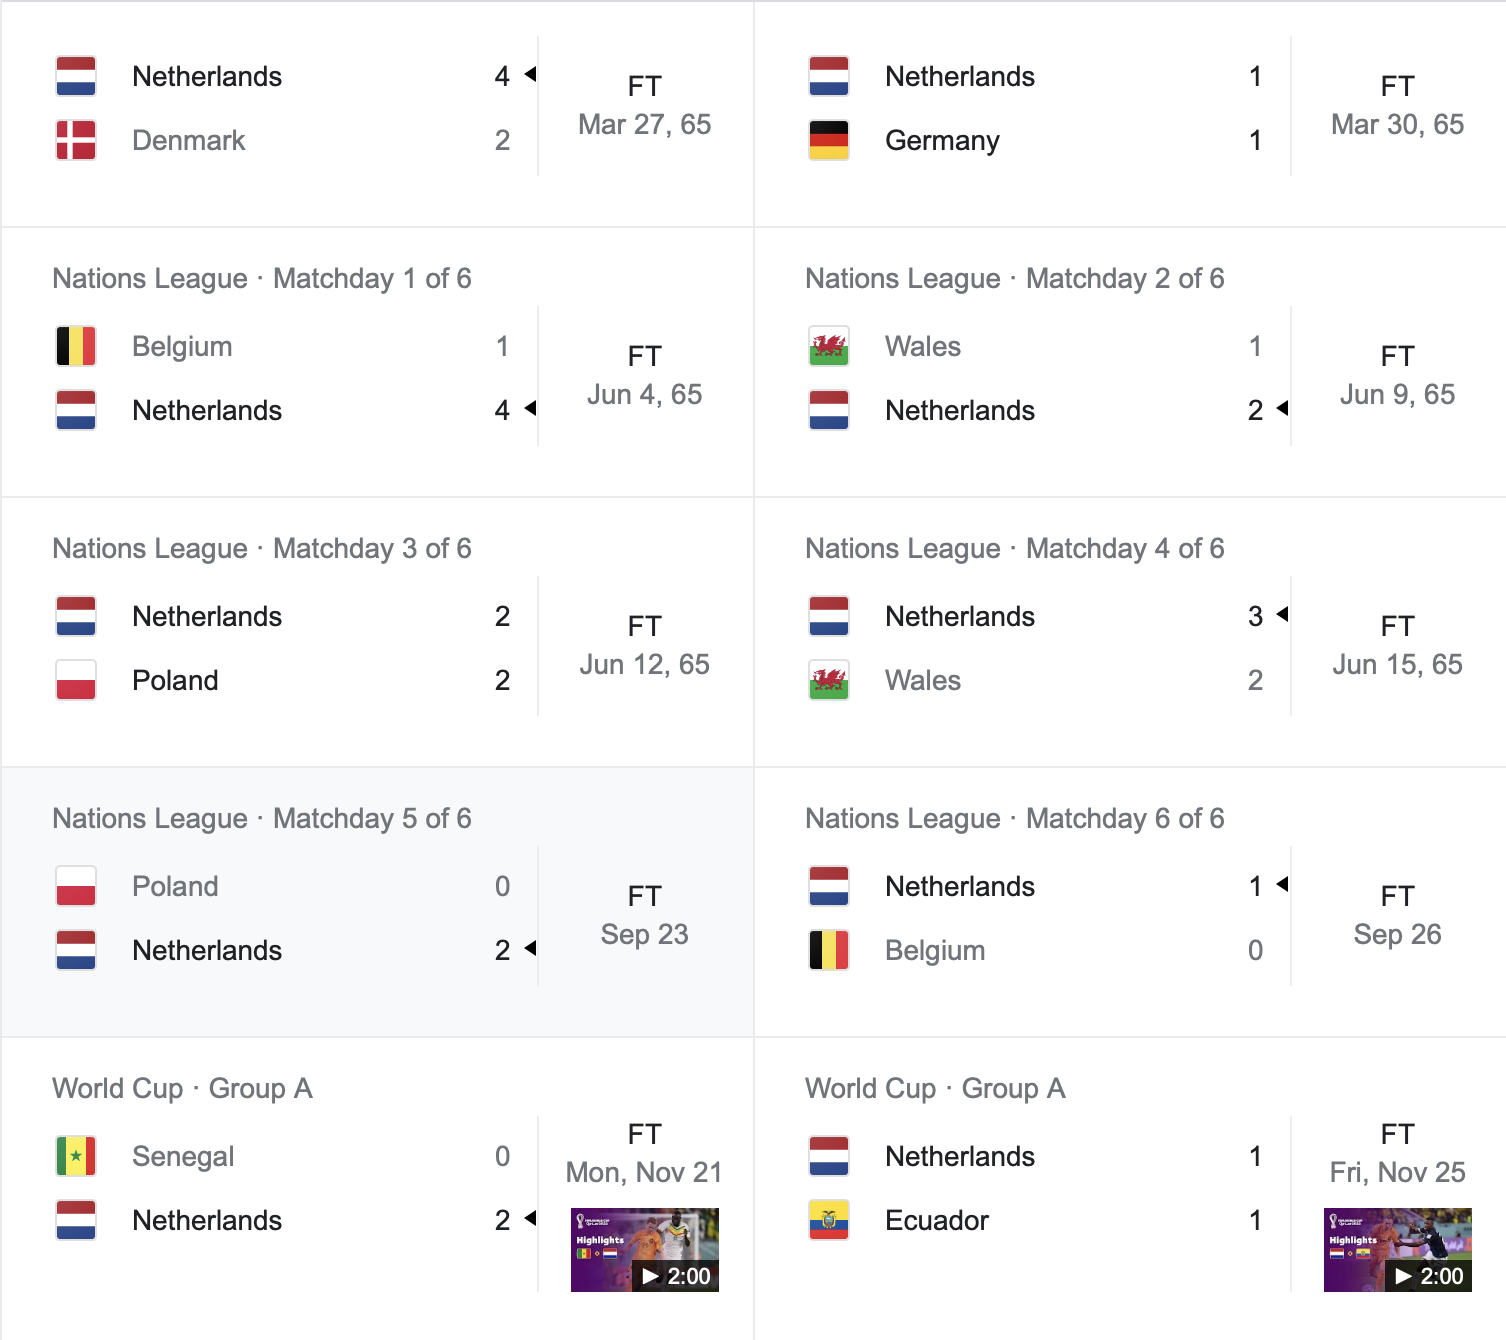 Netherlands 4
Denmark 2
FT
Mar 27, 65
Netherlands 1
Germany 1
FT
Mar 30, 65
Nations League · Matchday 1 of 6
Belgium 1
Netherlands 4
FT
Jun 4, 65
Nations League · Matchday 2 of 6
Wales 1
Netherlands 2
FT
Jun 9, 65
Nations League · Matchday 3 of 6
Netherlands 2
Poland 2
FT
Jun 12, 65
Nations League · Matchday 4 of 6
Netherlands 3
Wales 2
FT
Jun 15, 65
Nations League · Matchday 5 of 6
Poland 0
Netherlands 2
FT
Sep 23
Nations League · Matchday 6 of 6
Netherlands 1
Belgium 0
FT
Sep 26
World Cup · Group A
Senegal 0
Netherlands 2
FT
Mon, Nov 21
Highlights
2:00
World Cup · Group A
Netherlands 1
Ecuador 1
FT
Fri, Nov 25
Highlights
2:00